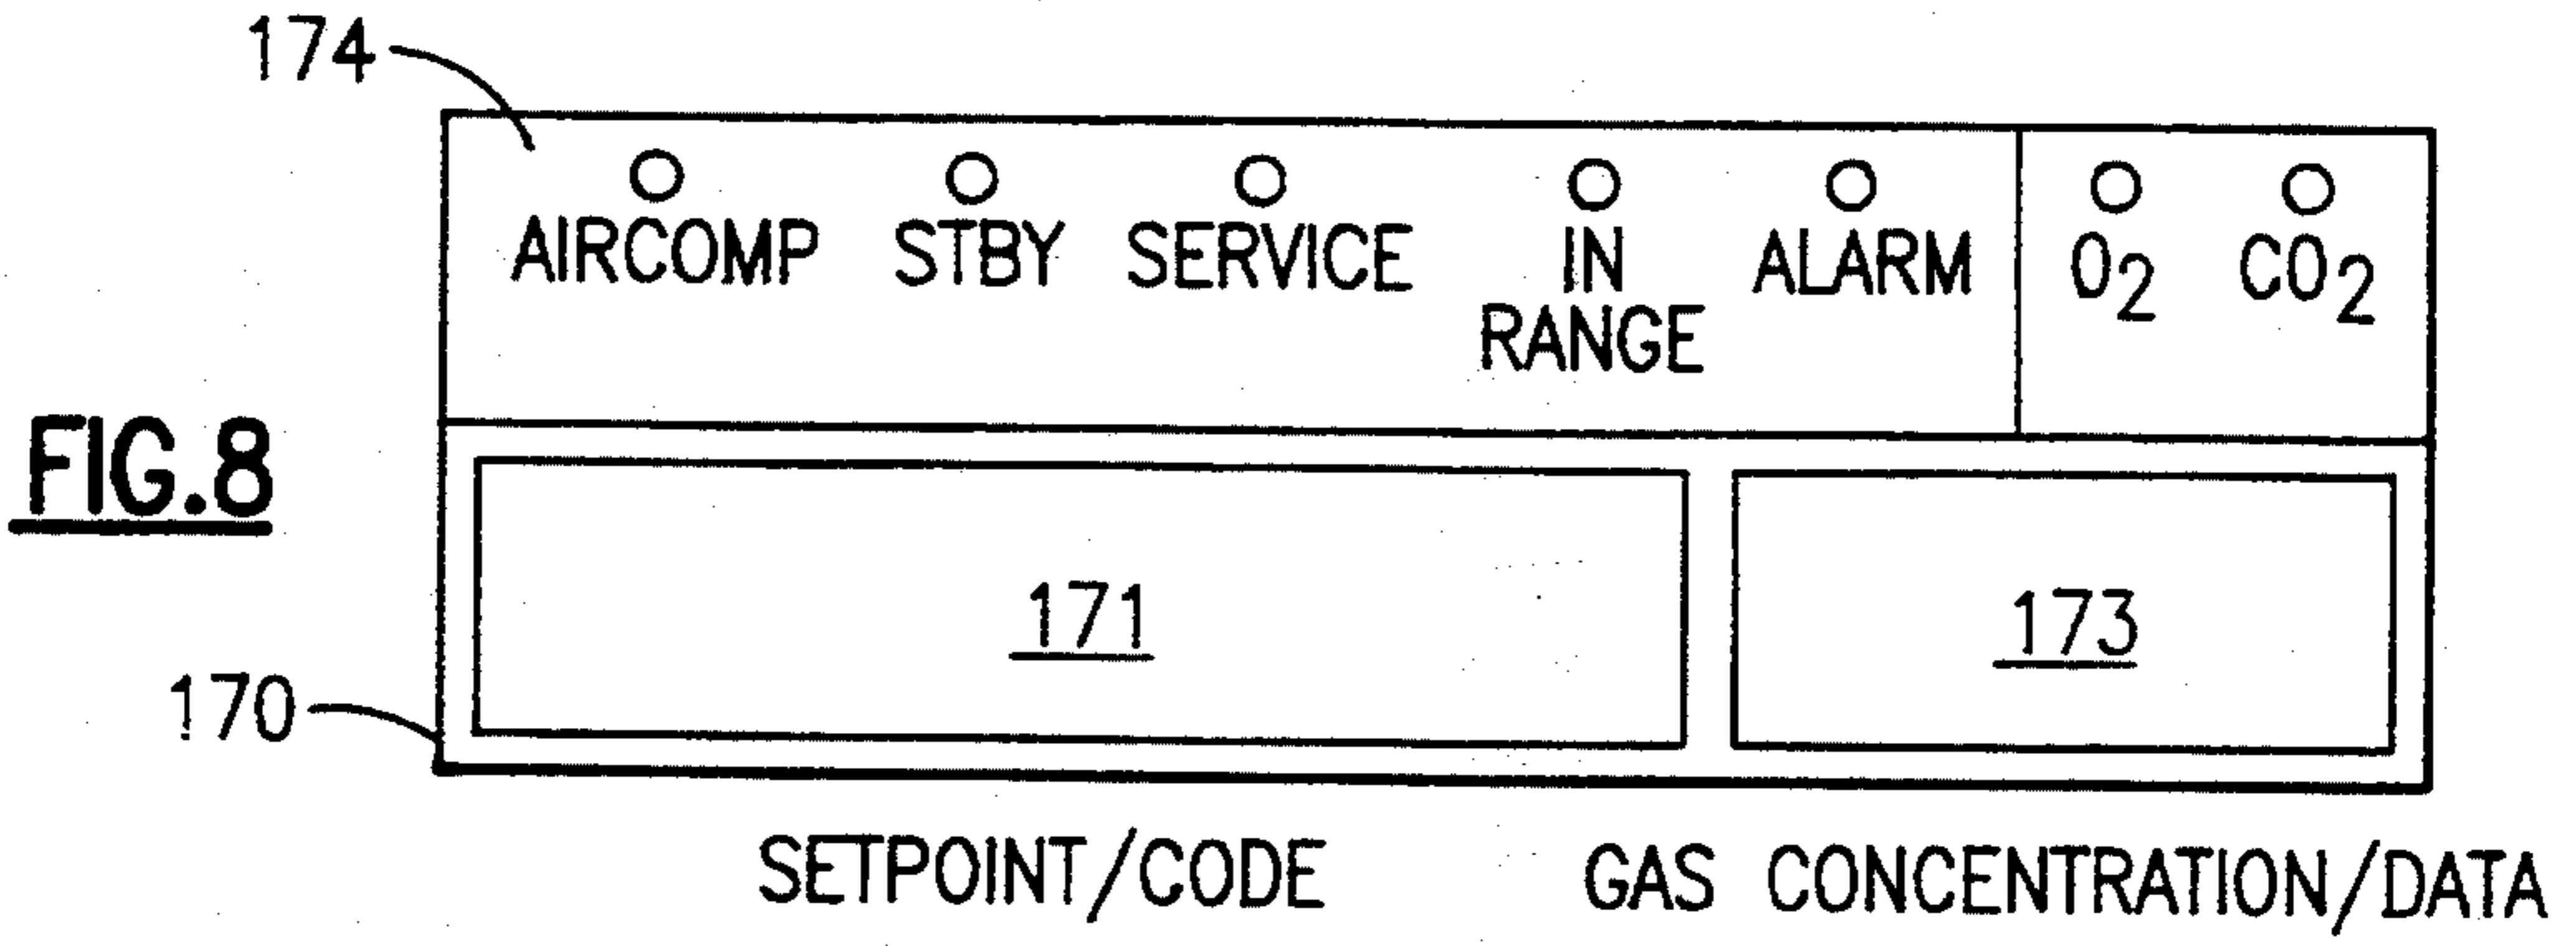 174
AIRCOMP STBY SERVICE IN RANGE ALARM O₂ CO₂
FIG.8
171 173
170
SETPOINT/CODE GAS CONCENTRATION/DATA